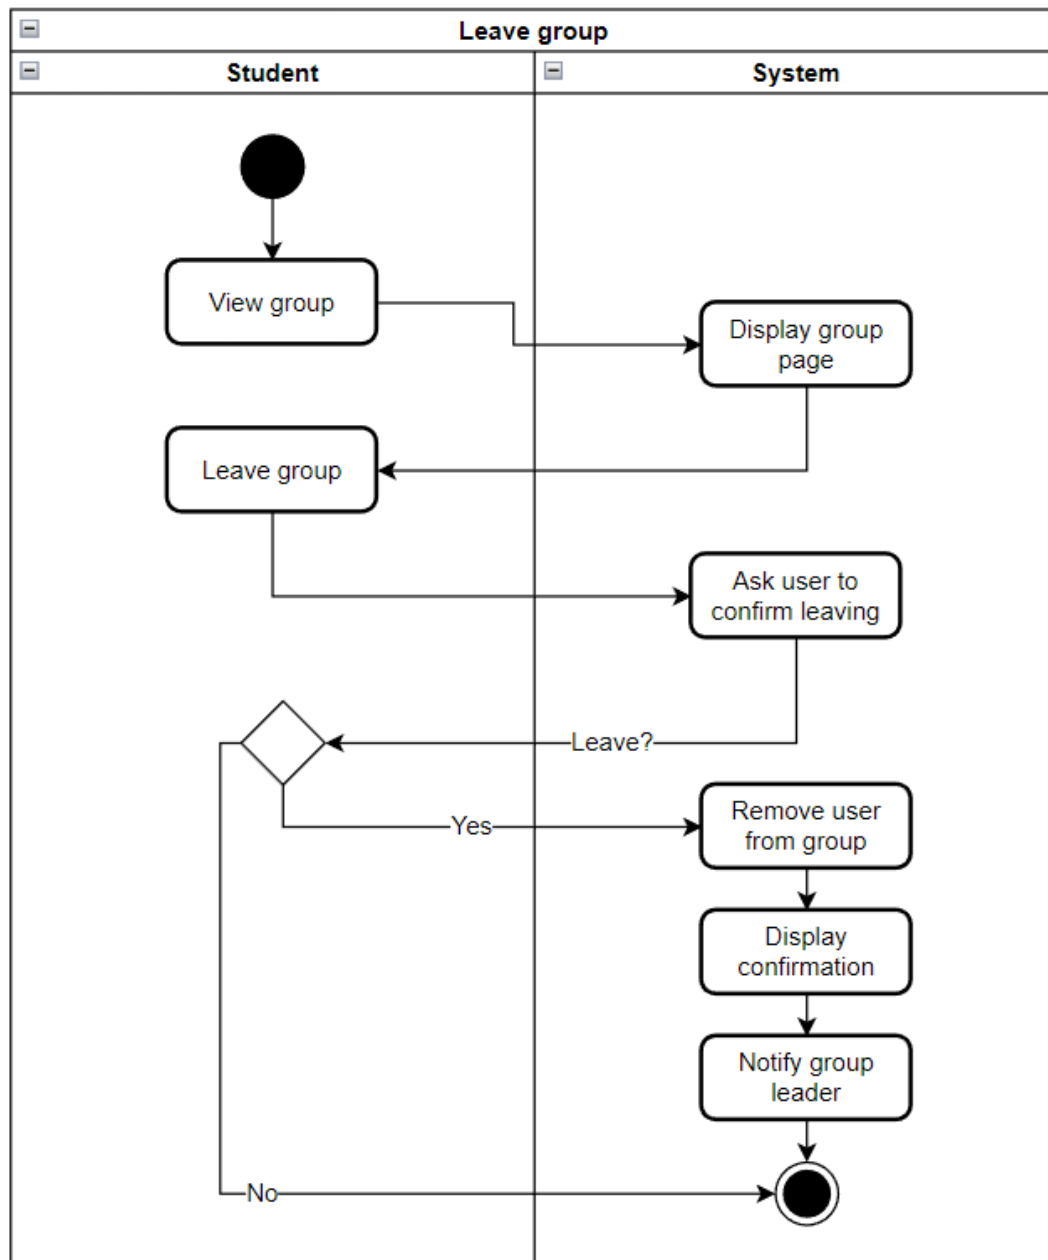 Leave group
Student
System
View group
Display group
page
Leave group
Ask user to
confirm leaving
Leave?
Remove user
from group
Yes
Display
confirmation
Notify group
leader
No